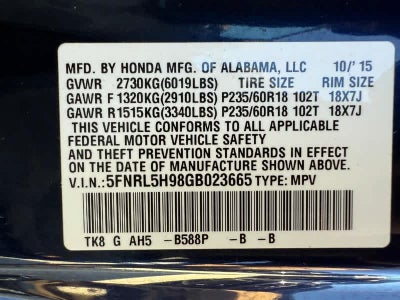 MFD. BY HONDA MFG. OF ALABAMA, LLC 10/'15
GVWR 2730KG(6019LBS) TIRE SIZE RIM SIZE
GAWR F 1320KG(2910LBS) P235/60R18 102T 18X7J
GAWR R1515KG(3340LBS) P235/60R18 102T 18X7J
THIS VEHICLE CONFORMS TO ALL APPLICABLE
FEDERAL MOTOR VEHICLE SAFETY
AND THEFT PREVENTION STANDARDS IN EFFECT
ON THE DATE OF MANUFACTURE SHOWN ABOVE.
V.I.N.:5FNRL5H98GB023665 TYPE: MPV
TK8 G AH5 -B588P -B -B